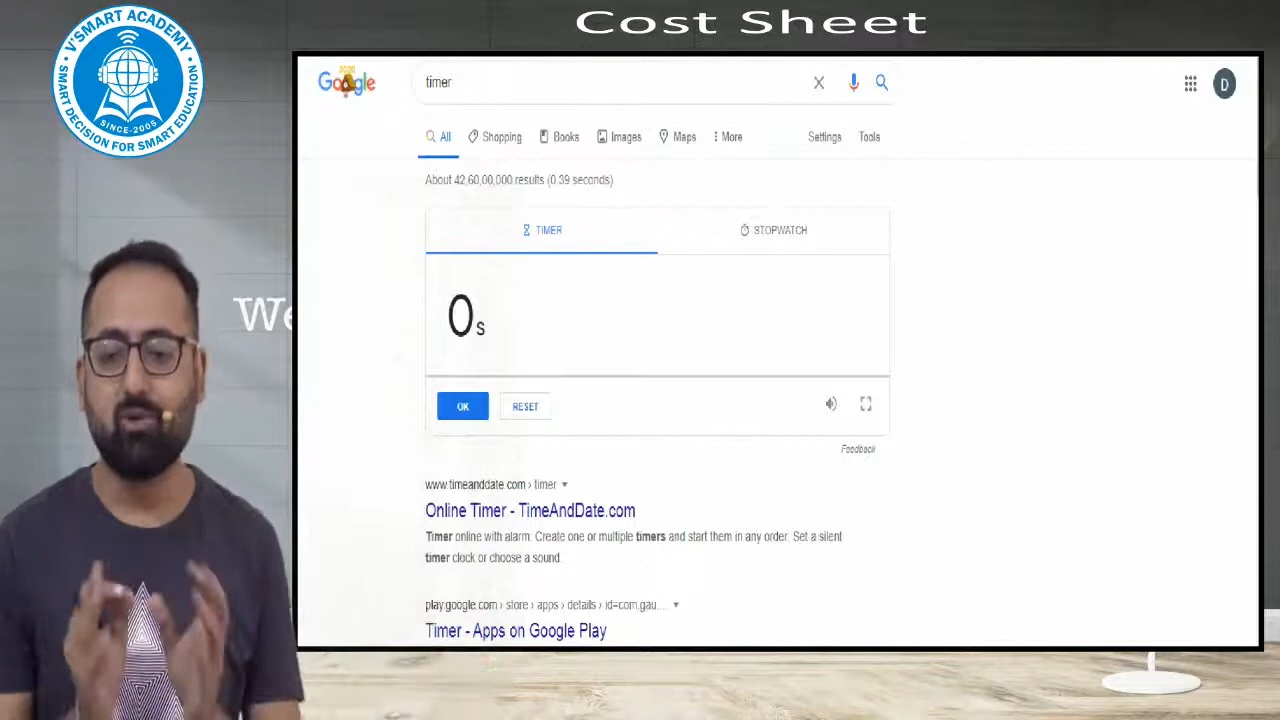 Cost Sheet
V'SMART ACADEMY
SINCE-2006
SMART DECISION FOR SMART EDUCATION
We
2020
Google
timer
D
All
Shopping
Books
Images
Maps
More
Settings
Tools
About 42,60,00,000 results (0.39 seconds)
TIMER
STOPWATCH
0s
OK
RESET
Feedback
www.timeanddate.com › timer
Online Timer - TimeAndDate.com
Timer online with alarm. Create one or multiple timers and start them in any order. Set a silent
timer clock or choose a sound.
play.google.com › store › apps › details › id=com.gau....
Timer - Apps on Google Play